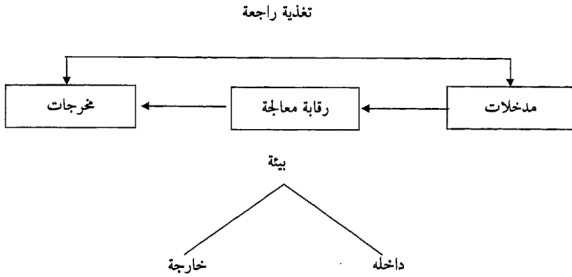 تغذية راجعة
مدخلات
رقابة معالجة
مخرجات
بيئة
داخله
خارجة